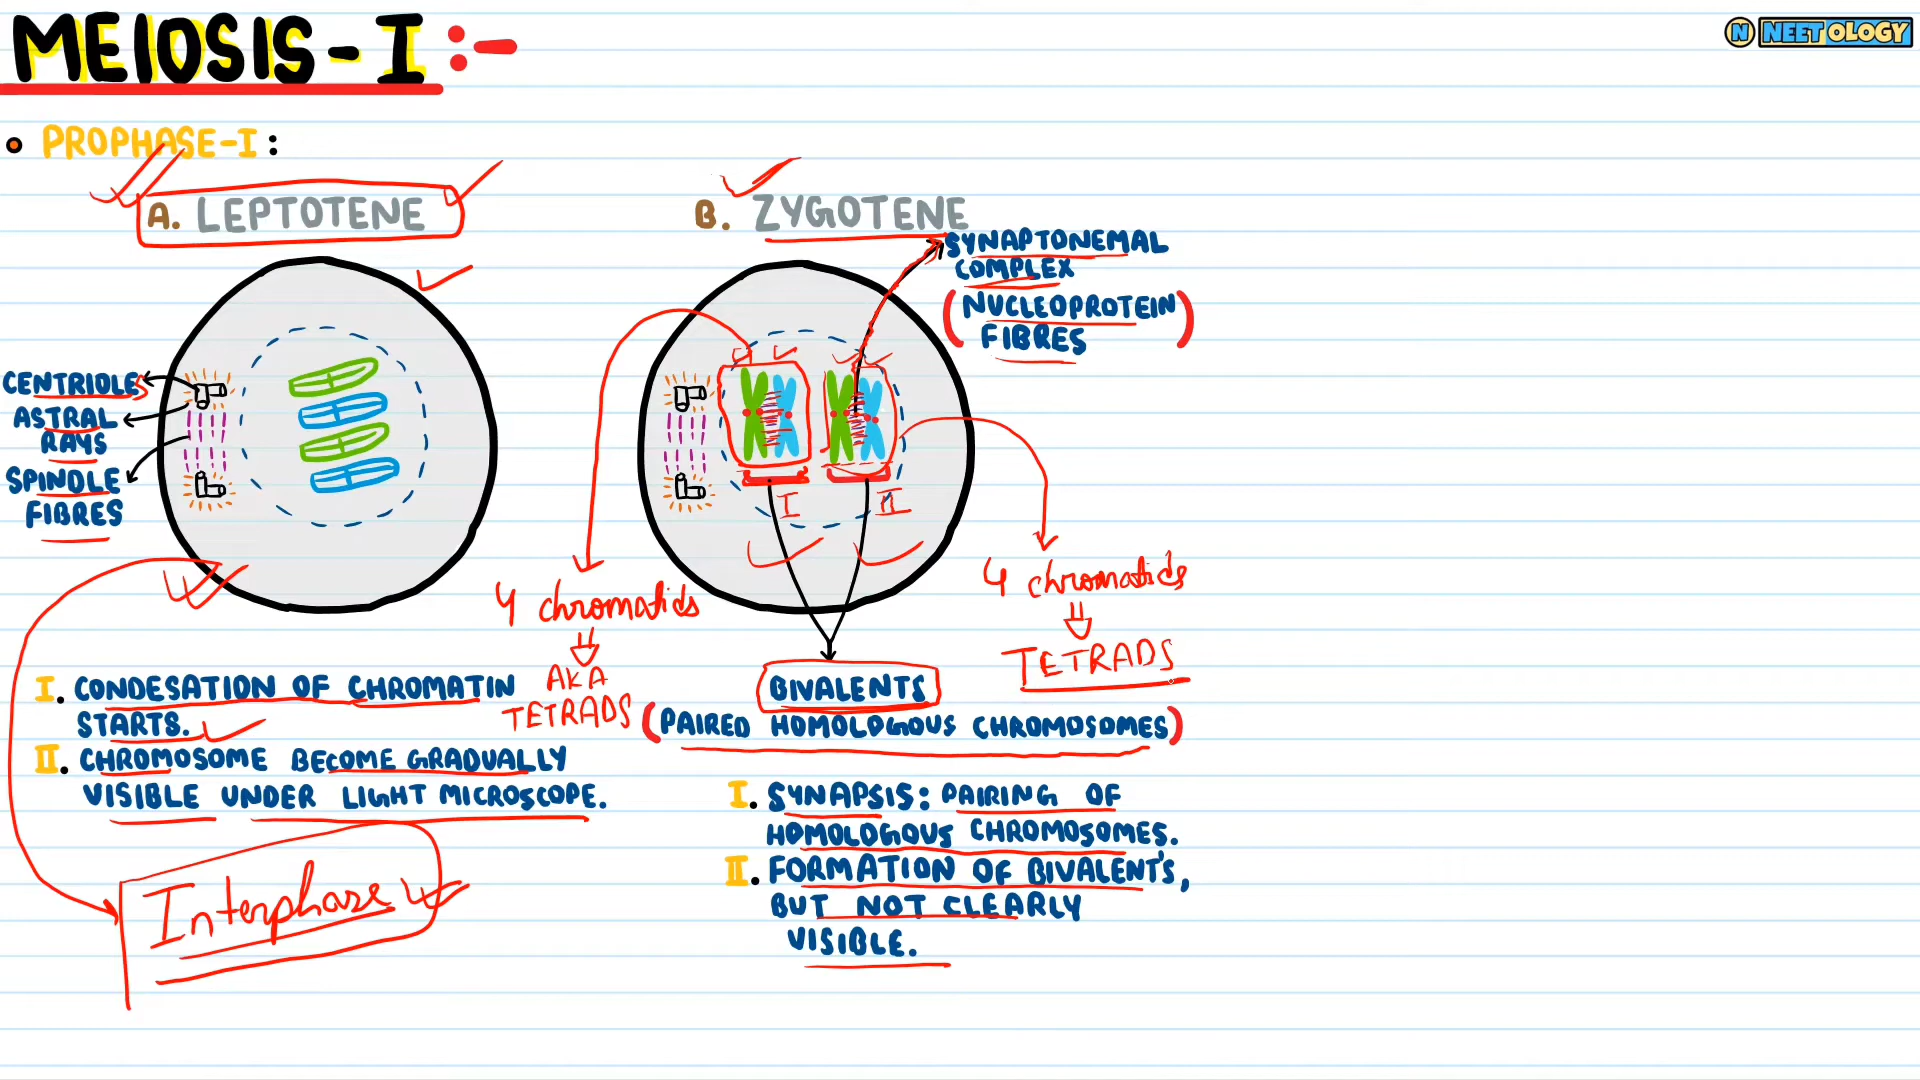 MEIOSIS-I :-
N NEETOLOGY
• PROPHASE-I :
A. LEPTOTENE
B. ZYGOTENE
SYNAPTONEMAL
COMPLEX
(NUCLEOPROTEIN
FIBRES)
CENTRIOLES
ASTRAL
RAYS
SPINDLE
FIBRES
I
II
4 chromatids
AKA
TETRADS
4 chromatids
TETRADS
BIVALENTS
(PAIRED HOMOLOGOUS CHROMOSOMES)
I. CONDESATION OF CHROMATIN
STARTS.
II. CHROMOSOME BECOME GRADUALLY
VISIBLE UNDER LIGHT MICROSCOPE.
Interphase
I. SYNAPSIS: PAIRING OF
HOMOLOGOUS CHROMOSOMES.
II. FORMATION OF BIVALENT'S,
BUT NOT CLEARLY
VISIBLE.